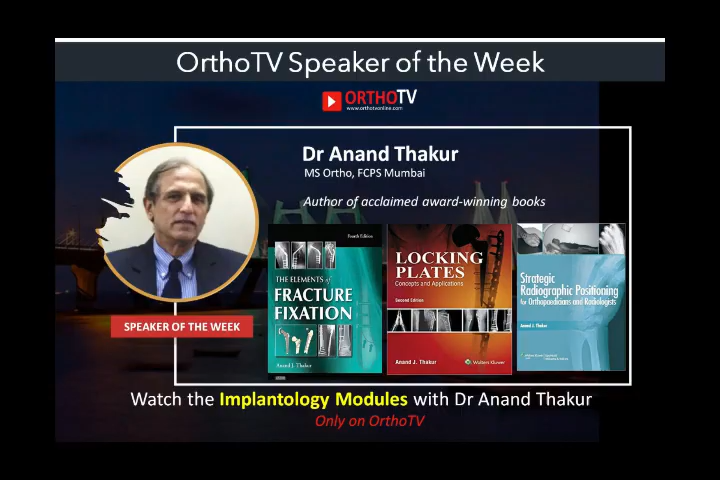 OrthoTV Speaker of the Week
ORTHOTV
www.orthotvonline.com
Dr Anand Thakur
MS Ortho, FCPS Mumbai
Author of acclaimed award-winning books
Fourth Edition
THE ELEMENTS of
FRACTURE
FIXATION
Anand J. Thakur
LOCKING
PLATES
Concepts and Applications
Second Edition
Anand J. Thakur
Wolters Kluwer
Strategic
Radiographic Positioning
for Orthopaedicians and Radiologists
Anand J. Thakur
SPEAKER OF THE WEEK
Watch the Implantology Modules with Dr Anand Thakur
Only on OrthoTV